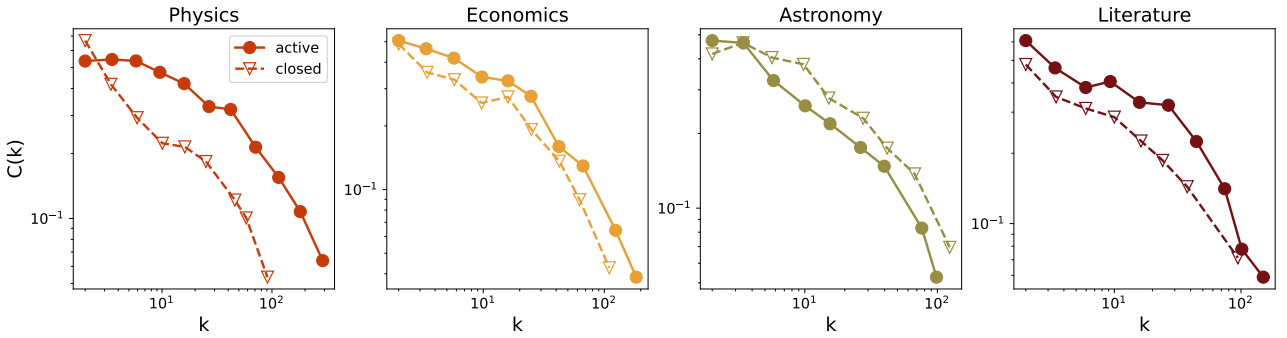 Physics
Economics
Astronomy
Literature
active
closed
C(k)
10⁻¹
10⁻¹
10⁻¹
10⁻¹
10¹
10²
10¹
10²
10¹
10²
10¹
10²
k
k
k
k